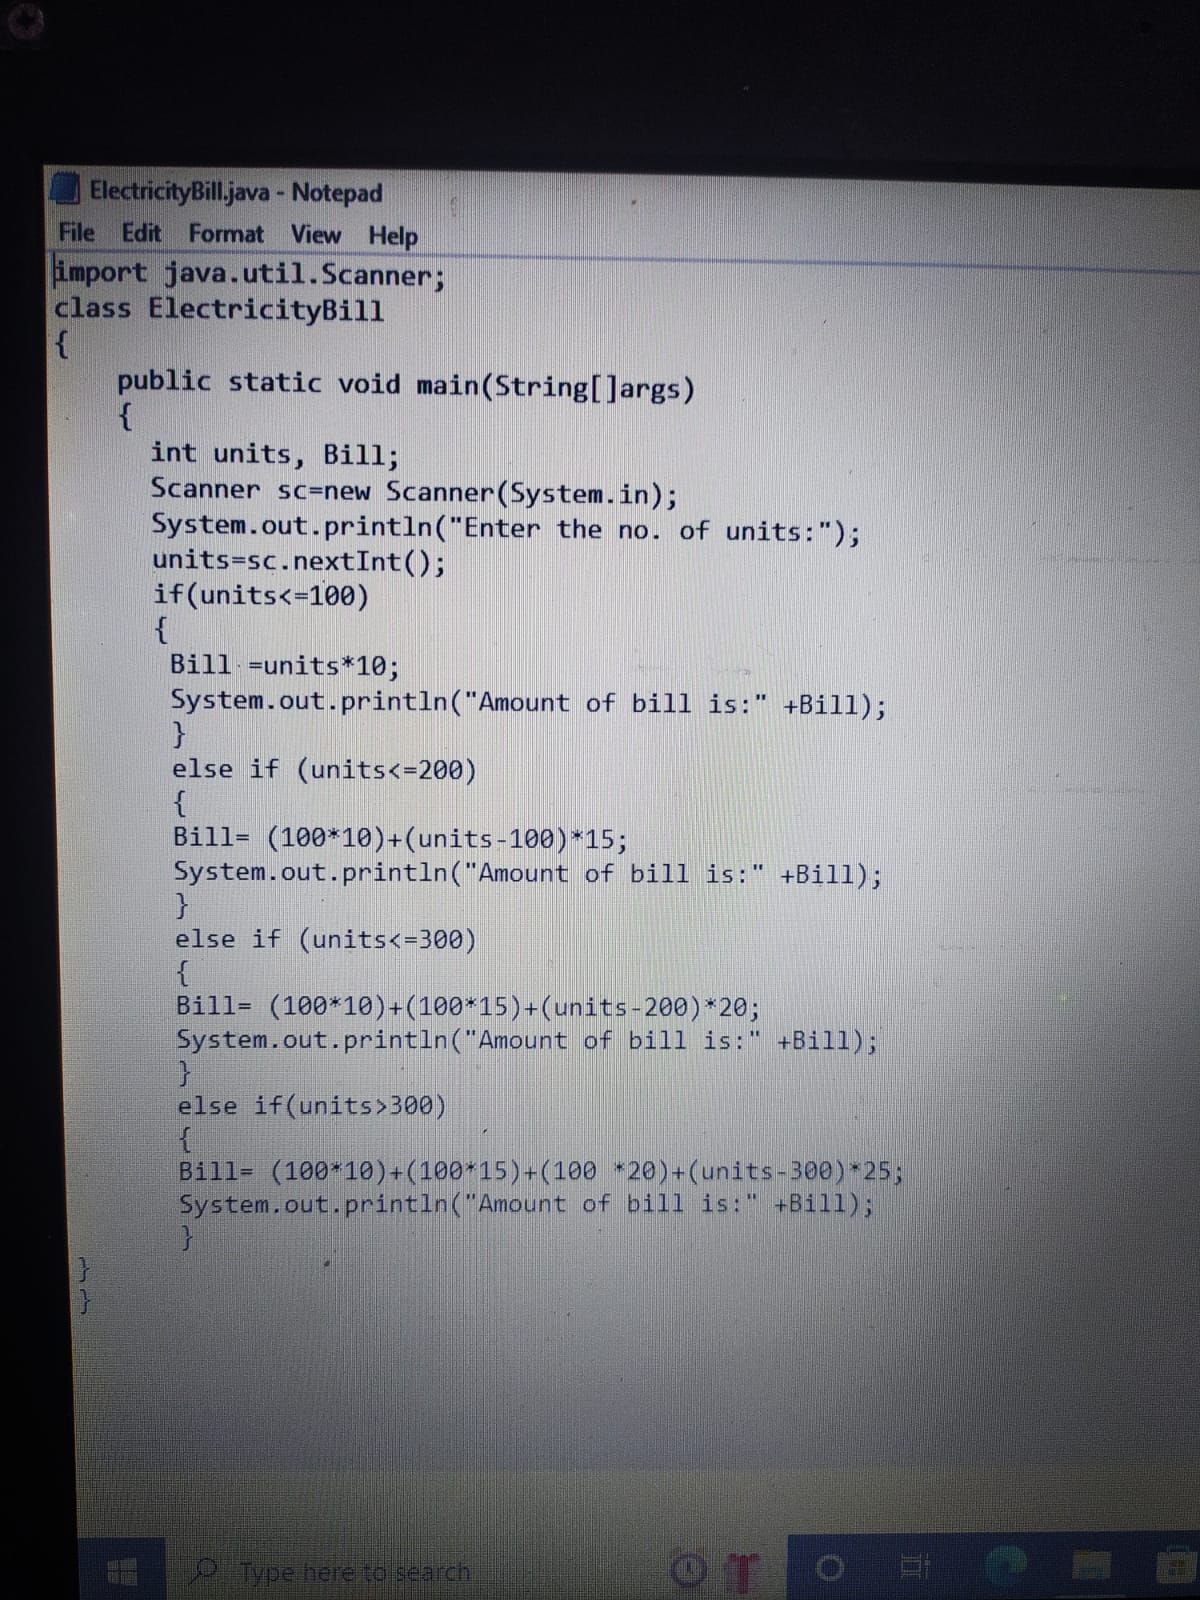 ElectricityBill.java - Notepad
File Edit Format View Help
import java.util.Scanner;
class ElectricityBill
{
public static void main(String[]args)
{
int units, Bill;
Scanner sc=new Scanner(System.in);
System.out.println("Enter the no. of units:");
units=sc.nextInt();
if(units<=100)
{
Bill =units*10;
System.out.println("Amount of bill is:" +Bill);
}
else if (units<=200)
{
Bill= (100*10)+(units-100)*15;
System.out.println("Amount of bill is:" +Bill);
}
else if (units<=300)
{
Bill= (100*10)+(100*15)+(units-200)*20;
System.out.println("Amount of bill is:" +Bill);
}
else if(units>300)
{
Bill= (100*10)+(100*15)+(100 *20)+(units-300)*25;
System.out.println("Amount of bill is:" +Bill);
}
}
}
Type here to search